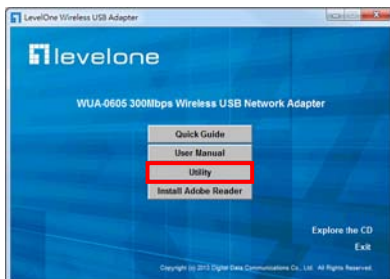 LevelOne Wireless USB Adapter
levelone
WUA-0605 300Mbps Wireless USB Network Adapter
Quick Guide
User Manual
Utility
Install Adobe Reader
Explore the CD
Exit
Copyright (c) 2013 Digital Data Communications Co., Ltd. All Rights Reserved.